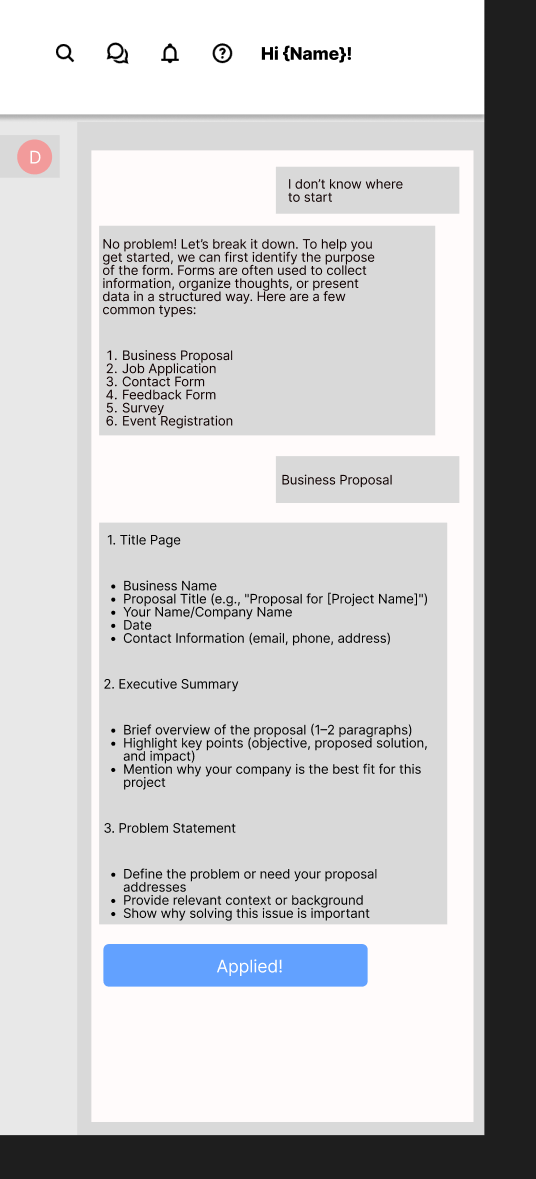 Hi {Name}!
D
I don’t know where
to start
No problem! Let’s break it down. To help you
get started, we can first identify the purpose
of the form. Forms are often used to collect
information, organize thoughts, or present
data in a structured way. Here are a few
common types:
1. Business Proposal
2. Job Application
3. Contact Form
4. Feedback Form
5. Survey
6. Event Registration
Business Proposal
1. Title Page
• Business Name
• Proposal Title (e.g., "Proposal for [Project Name]")
• Your Name/Company Name
• Date
• Contact Information (email, phone, address)
2. Executive Summary
• Brief overview of the proposal (1–2 paragraphs)
• Highlight key points (objective, proposed solution,
and impact)
• Mention why your company is the best fit for this
project
3. Problem Statement
• Define the problem or need your proposal
addresses
• Provide relevant context or background
• Show why solving this issue is important
Applied!